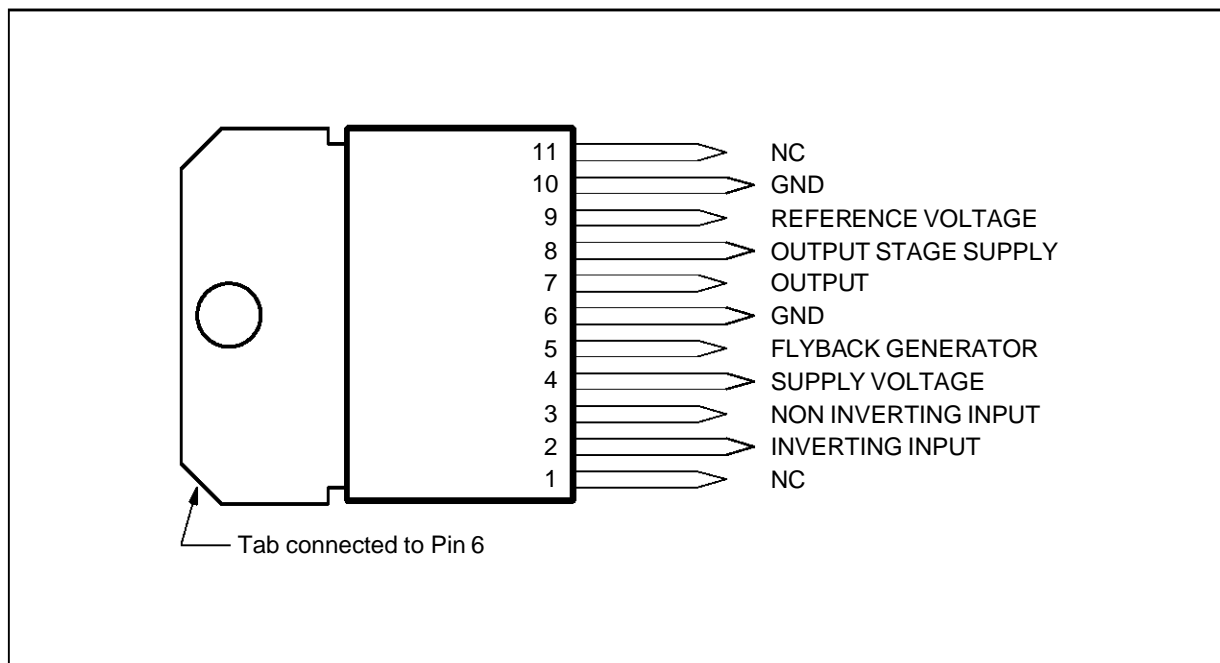 11 NC
10 GND
9 REFERENCE VOLTAGE
8 OUTPUT STAGE SUPPLY
7 OUTPUT
6 GND
5 FLYBACK GENERATOR
4 SUPPLY VOLTAGE
3 NON INVERTING INPUT
2 INVERTING INPUT
1 NC
Tab connected to Pin 6